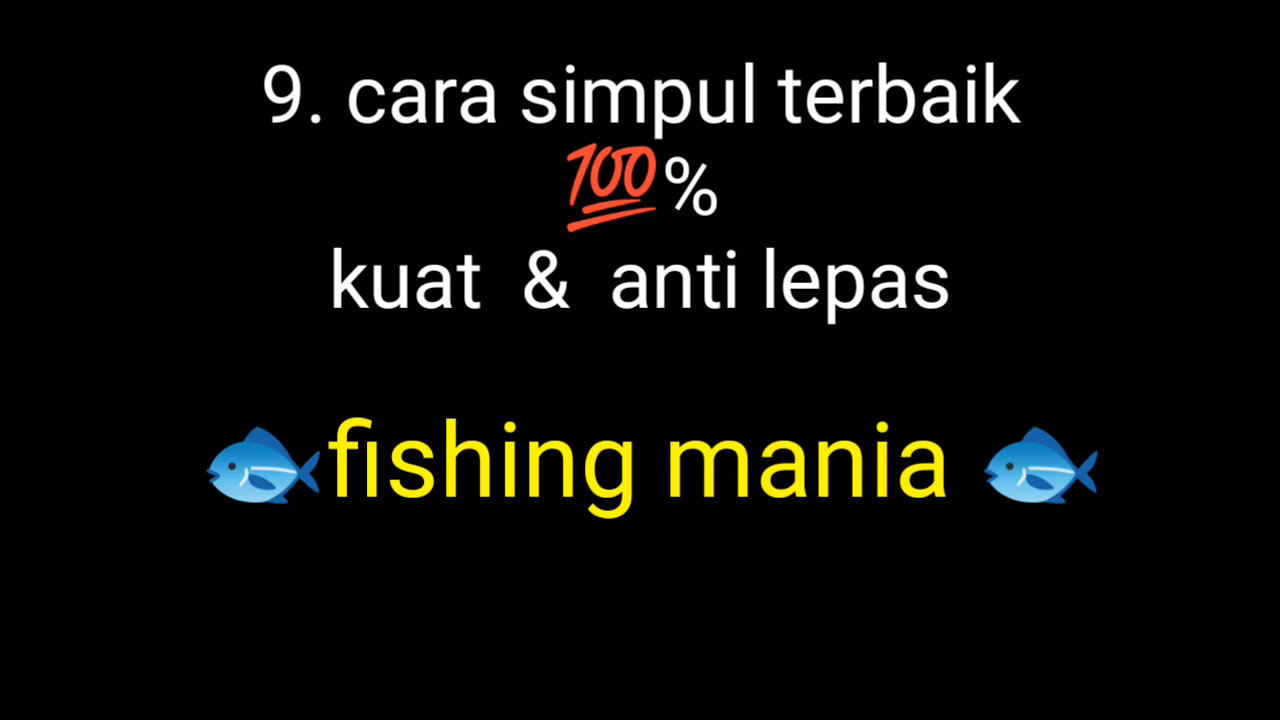 9. cara simpul terbaik
💯%
kuat & anti lepas
🐟fishing mania 🐟